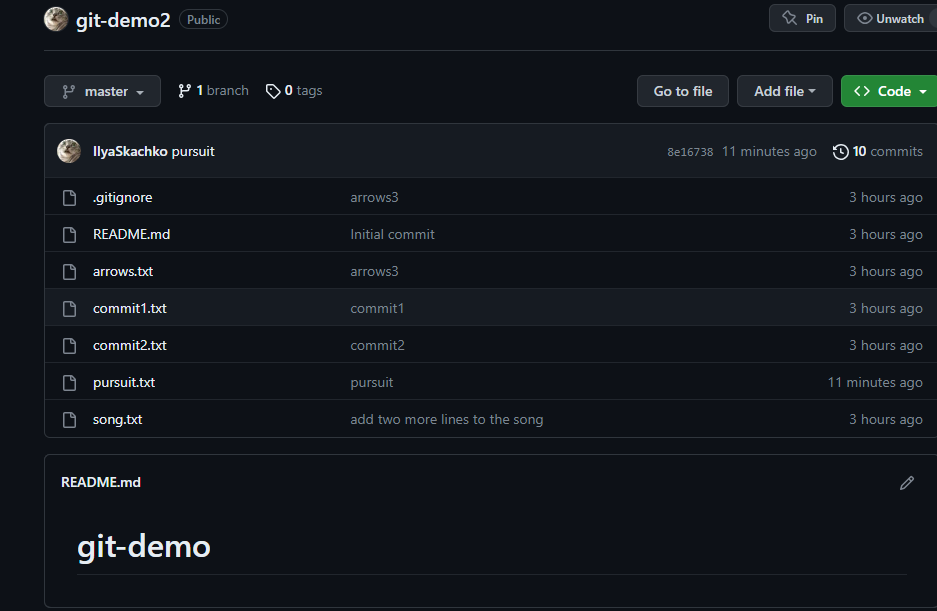 git-demo2 Public Pin Unwatch
master 1 branch 0 tags Go to file Add file Code
IlyaSkachko pursuit 8e16738 11 minutes ago 10 commits
.gitignore arrows3 3 hours ago
README.md Initial commit 3 hours ago
arrows.txt arrows3 3 hours ago
commit1.txt commit1 3 hours ago
commit2.txt commit2 3 hours ago
pursuit.txt pursuit 11 minutes ago
song.txt add two more lines to the song 3 hours ago
README.md
git-demo